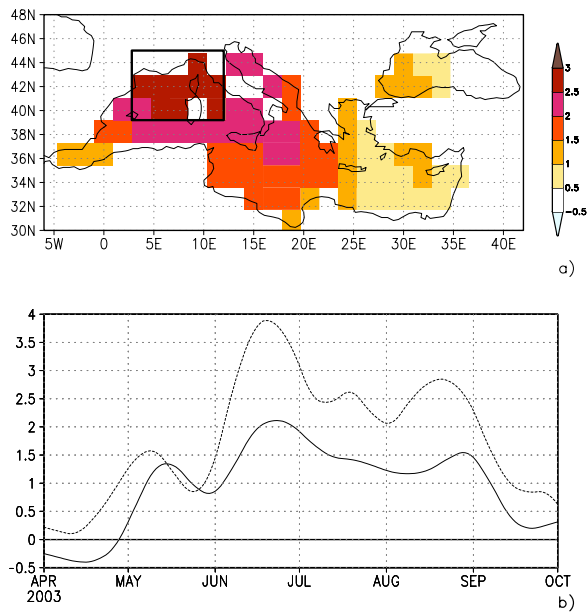 48N
46N
44N
42N
40N
38N
36N
34N
32N
30N
5W 0 5E 10E 15E 20E 25E 30E 35E 40E
3
2.5
2
1.5
1
0.5
−0.5
a)
4
3.5
3
2.5
2
1.5
1
0.5
0
-0.5
APR MAY JUN JUL AUG SEP OCT
2003
b)